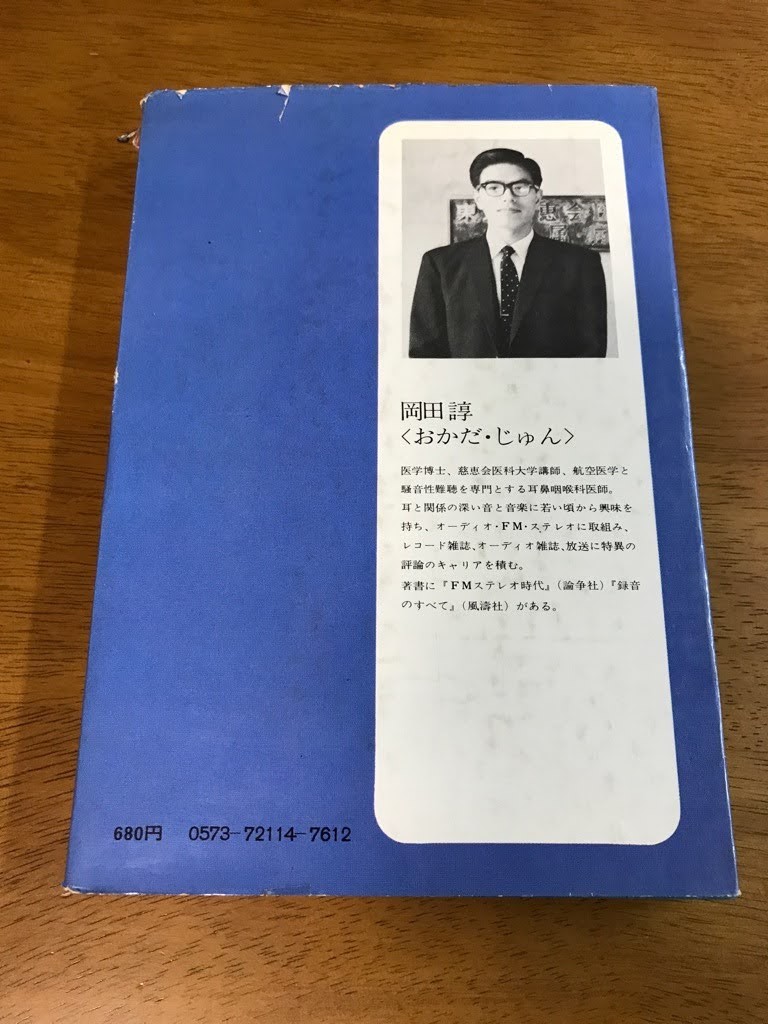 東 恵会
属病
岡田 諄
〈おかだ・じゅん〉
医学博士、慈恵会医科大学講師、航空医学と
騒音性難聴を専門とする耳鼻咽喉科医師。
耳と関係の深い音と音楽に若い頃から興味を
持ち、オーディオ・FM・ステレオに取組み、
レコード雑誌、オーディオ雑誌、放送に特異の
評論のキャリアを積む。
著書に『FMステレオ時代』（論争社）『録音
のすべて』（風濤社）がある。
680円 0573-72114-7612